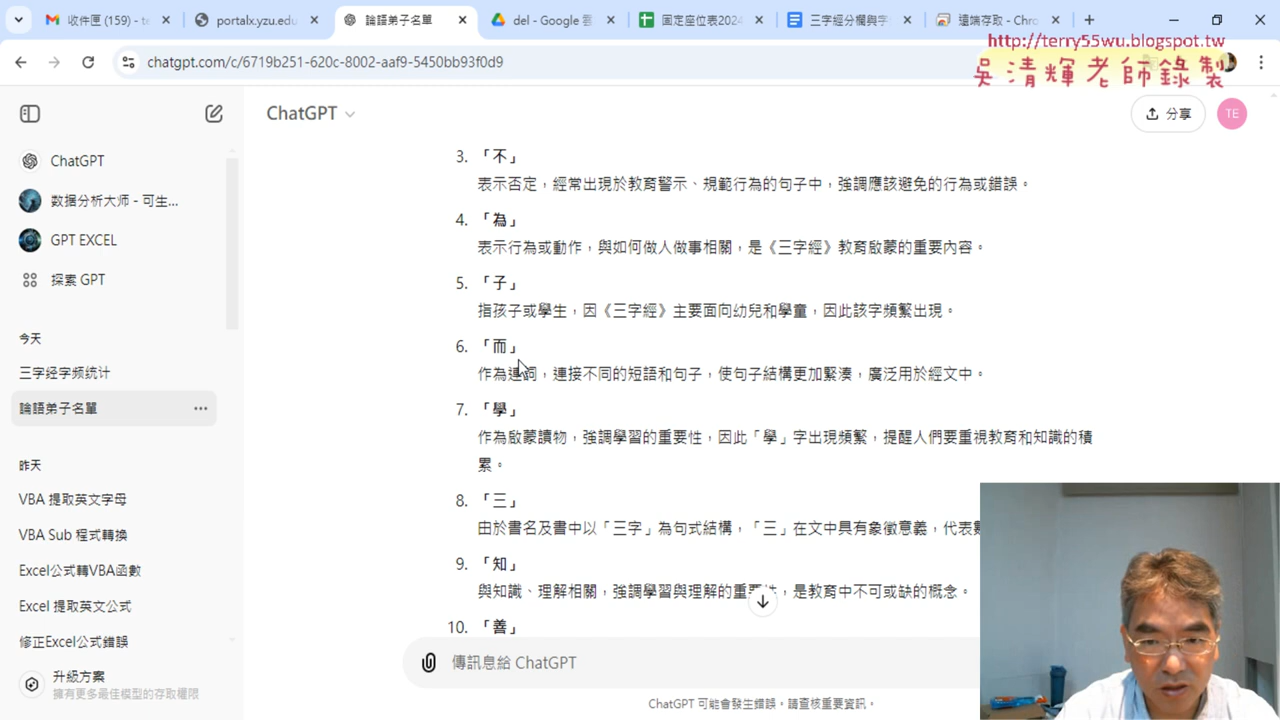 收件匣 (159) - te
portalx.yzu.edu
論語弟子名單
del - Google 雲
固定座位表2024
三字經分欄與字
遠端存取 - Chro
http://terry55wu.blogspot.tw
吳清輝老師錄製
chatgpt.com/c/6719b251-620c-8002-aaf9-5450bb93f0d9
ChatGPT
分享
TE
ChatGPT
数据分析大师 - 可生...
GPT EXCEL
探索 GPT
今天
三字经字频统计
論語弟子名單
昨天
VBA 提取英文字母
VBA Sub 程式轉換
Excel公式轉VBA函數
Excel 提取英文公式
修正Excel公式錯誤
升級方案
擁有更多最佳模型的存取權限
3. 「不」
表示否定，經常出現於教育警示、規範行為的句子中，強調應該避免的行為或錯誤。
4. 「為」
表示行為或動作，與如何做人做事相關，是《三字經》教育啟蒙的重要內容。
5. 「子」
指孩子或學生，因《三字經》主要面向幼兒和學童，因此該字頻繁出現。
6. 「而」
作為連詞，連接不同的短語和句子，使句子結構更加緊湊，廣泛用於經文中。
7. 「學」
作為啟蒙讀物，強調學習的重要性，因此「學」字出現頻繁，提醒人們要重視教育和知識的積
累。
8. 「三」
由於書名及書中以「三字」為句式結構，「三」在文中具有象徵意義，代表
9. 「知」
與知識、理解相關，強調學習與理解的重要性，是教育中不可或缺的概念。
10. 「善」
傳訊息給 ChatGPT
ChatGPT 可能會發生錯誤。請查核重要資訊。